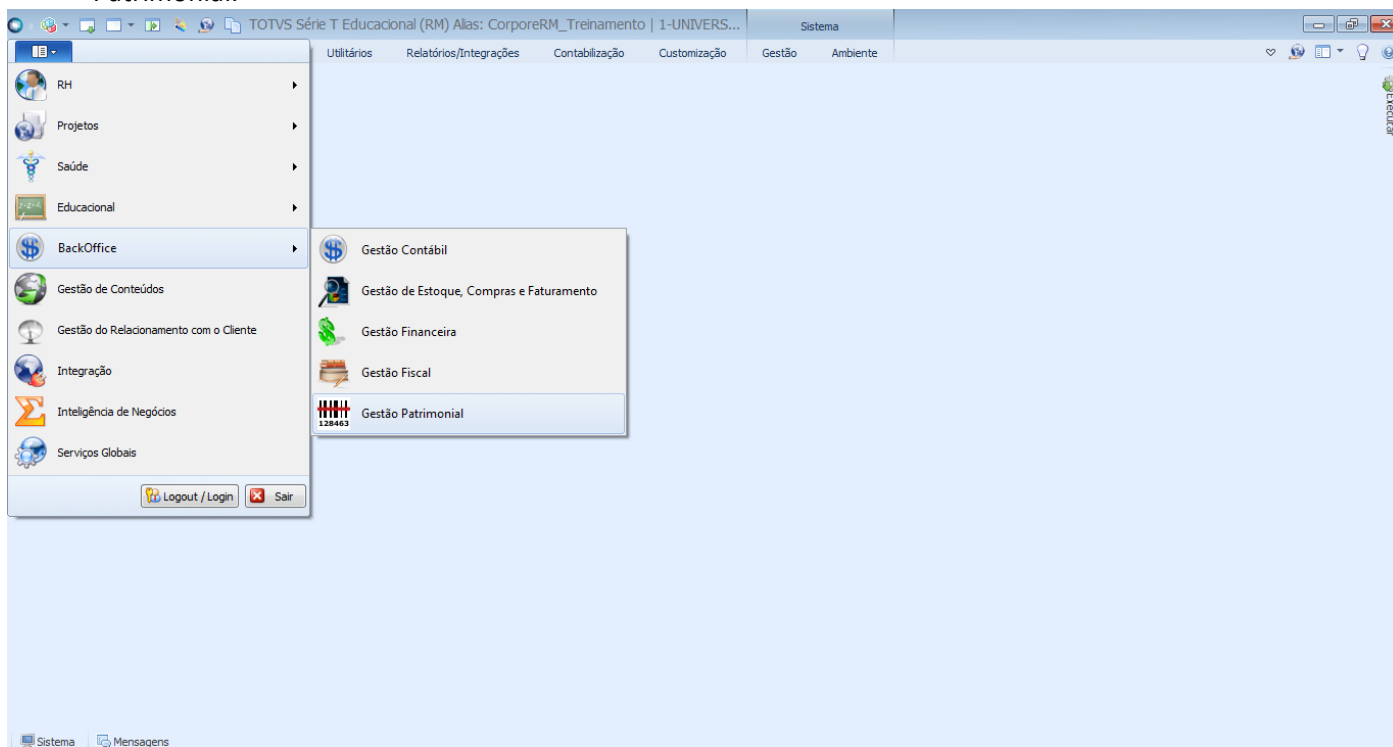 Patrimonial.
TOTVS Série T Educacional (RM) Alias: CorporeRM_Treinamento | 1-UNIVERS...
Sistema
Utilitários Relatórios/Integrações Contabilização Customização Gestão Ambiente
RH
Executar
Projetos
Saúde
Educacional
BackOffice
Gestão Contábil
Gestão de Conteúdos
Gestão de Estoque, Compras e Faturamento
Gestão do Relacionamento com o Cliente
Gestão Financeira
Integração
Gestão Fiscal
Inteligência de Negócios
128463
Gestão Patrimonial
Serviços Globais
Logout / Login Sair
Sistema Mensagens